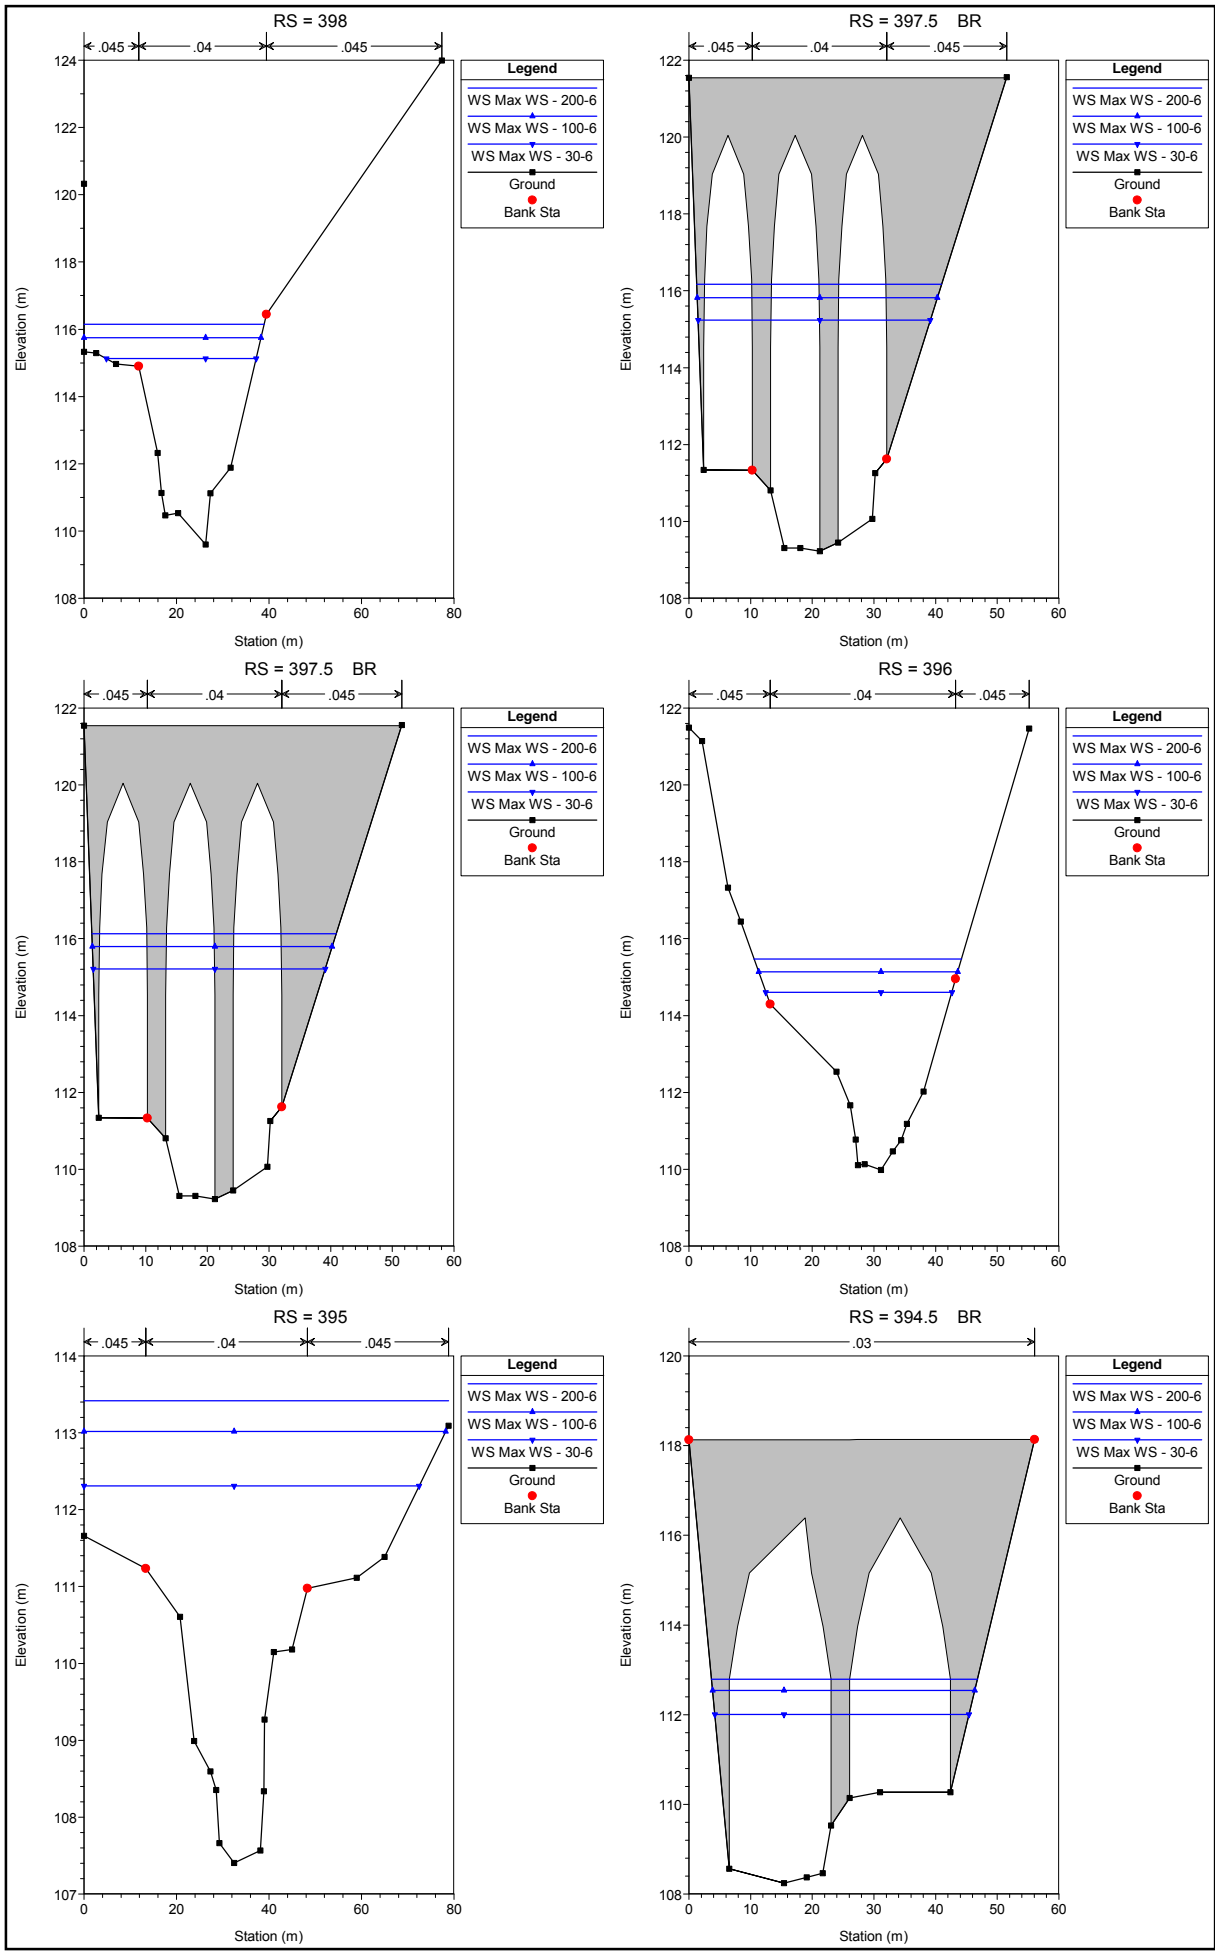 RS = 398
.045 .04 .045
124
122
120
118
116
114
112
110
108
0 20 40 60 80
Elevation (m)
Station (m)
Legend
WS Max WS - 200-6
WS Max WS - 100-6
WS Max WS - 30-6
Ground
Bank Sta
RS = 397.5 BR
.045 .04 .045
122
120
118
116
114
112
110
108
0 10 20 30 40 50 60
Elevation (m)
Station (m)
Legend
WS Max WS - 200-6
WS Max WS - 100-6
WS Max WS - 30-6
Ground
Bank Sta
RS = 397.5 BR
.045 .04 .045
122
120
118
116
114
112
110
108
0 10 20 30 40 50 60
Elevation (m)
Station (m)
Legend
WS Max WS - 200-6
WS Max WS - 100-6
WS Max WS - 30-6
Ground
Bank Sta
RS = 396
.045 .04 .045
122
120
118
116
114
112
110
108
0 10 20 30 40 50 60
Elevation (m)
Station (m)
Legend
WS Max WS - 200-6
WS Max WS - 100-6
WS Max WS - 30-6
Ground
Bank Sta
RS = 395
.045 .04 .045
114
113
112
111
110
109
108
107
0 20 40 60 80
Elevation (m)
Station (m)
Legend
WS Max WS - 200-6
WS Max WS - 100-6
WS Max WS - 30-6
Ground
Bank Sta
RS = 394.5 BR
.03
120
118
116
114
112
110
108
0 10 20 30 40 50 60
Elevation (m)
Station (m)
Legend
WS Max WS - 200-6
WS Max WS - 100-6
WS Max WS - 30-6
Ground
Bank Sta